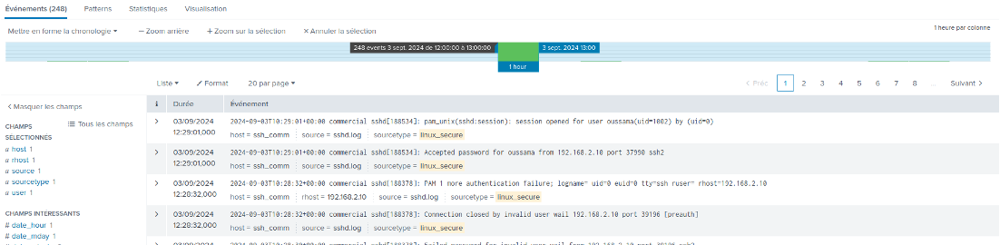 Événements (248) Patterns Statistiques Visualisation
Mettre en forme la chronologie — Zoom arrière + Zoom sur la sélection × Annuler la sélection 1 heure par colonne
248 events 3 sept. 2024 de 12:00:00 à 13:00:00 3 sept. 2024 13:00
1 hour
Liste Format 20 par page < Préc 1 2 3 4 5 6 7 8 ... Suivant >
< Masquer les champs Tous les champs
CHAMPS SÉLECTIONNÉS
a host 1
a rhost 1
a source 1
a sourcetype 1
a user 1
CHAMPS INTÉRESSANTS
# date_hour 1
# date_mday 1
i Durée Événement
> 03/09/2024 12:29:01,000 2024-09-03T10:29:01+00:00 commercial sshd[188534]: pam_unix(sshd:session): session opened for user oussama(uid=1002) by (uid=0)
host = ssh_comm source = sshd.log sourcetype = linux_secure
> 03/09/2024 12:29:01,000 2024-09-03T10:29:01+00:00 commercial sshd[188534]: Accepted password for oussama from 192.168.2.10 port 37990 ssh2
host = ssh_comm source = sshd.log sourcetype = linux_secure
> 03/09/2024 12:28:32,000 2024-09-03T10:28:32+00:00 commercial sshd[188378]: PAM 1 more authentication failure; logname= uid=0 euid=0 tty=ssh ruser= rhost=192.168.2.10
host = ssh_comm rhost = 192.168.2.10 source = sshd.log sourcetype = linux_secure
> 03/09/2024 12:28:32,000 2024-09-03T10:28:32+00:00 commercial sshd[188378]: Connection closed by invalid user wail 192.168.2.10 port 39196 [preauth]
host = ssh_comm source = sshd.log sourcetype = linux_secure